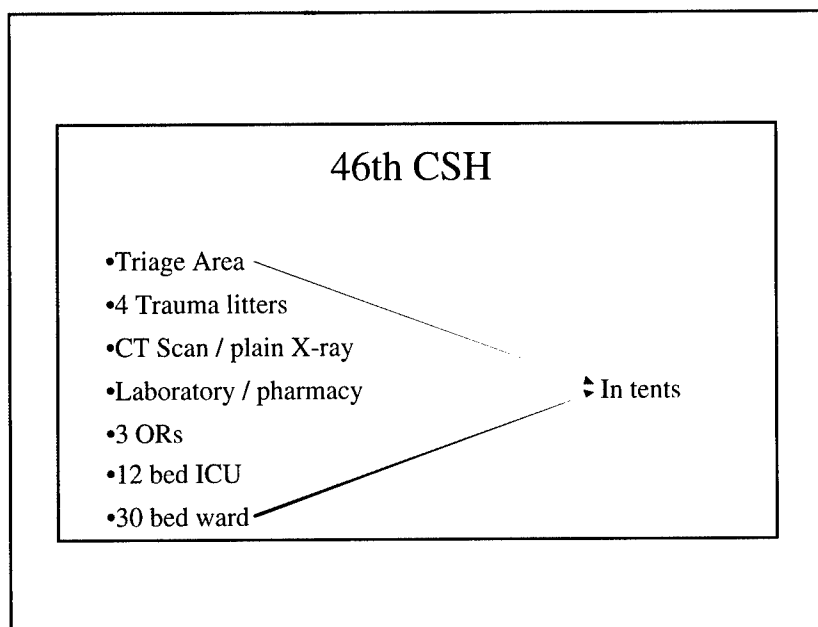 46th CSH
•Triage Area
•4 Trauma litters
•CT Scan / plain X-ray
•Laboratory / pharmacy
In tents
•3 ORs
•12 bed ICU
•30 bed ward